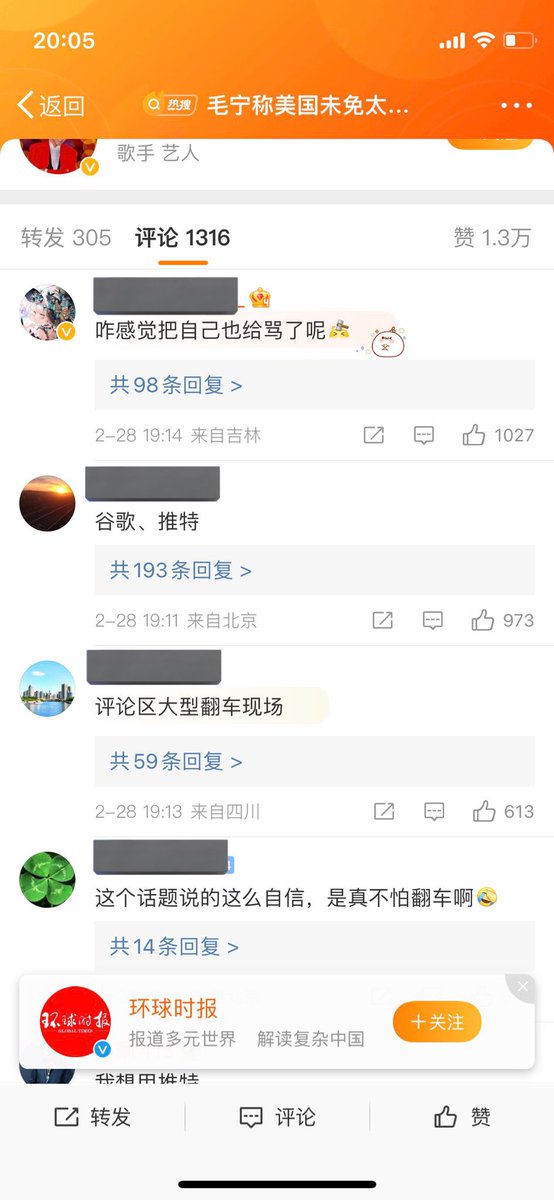 20:05
返回
热搜
毛宁称美国未免太...
歌手 艺人
转发 305
评论 1316
赞 1.3万
咋感觉把自己也给骂了呢
共98条回复 >
2-28 19:14 来自吉林
1027
谷歌、推特
共193条回复 >
2-28 19:11 来自北京
973
评论区大型翻车现场
共59条回复 >
2-28 19:13 来自四川
613
这个话题说的这么自信，是真不怕翻车啊
共14条回复 >
环球时报
GLOBAL TIMES
环球时报
报道多元世界 解读复杂中国
+关注
我想用推特
转发
评论
赞